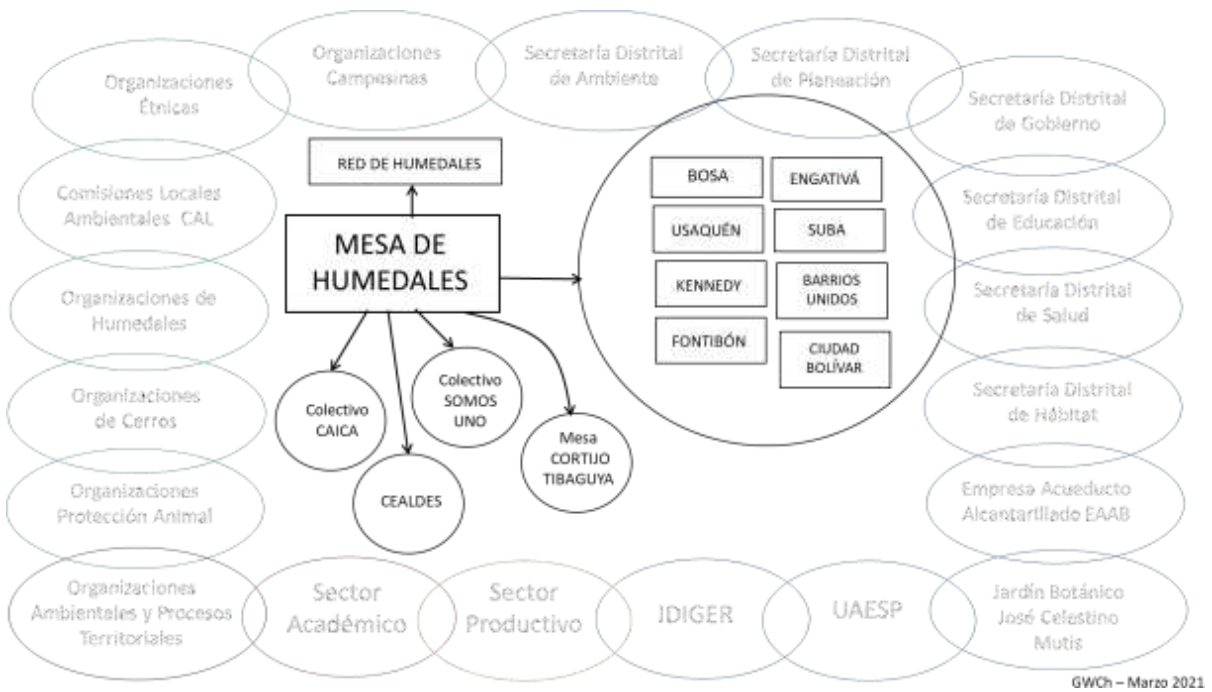 Organizaciones
Étnicas
Organizaciones
Campesinas
Secretaría Distrital
de Ambiente
Secretaría Distrital
de Planeación
Secretaría Distrital
de Gobierno
Secretaría Distrital
de Educación
Secretaría Distrital
de Salud
Secretaría Distrital
de Hábitat
Empresa Acueducto
Alcantarillado EAAB
Jardín Botánico
José Celestino
Mutis
UAESP
IDIGER
Sector
Productivo
Sector
Académico
Organizaciones
Ambientales y Procesos
Territoriales
Organizaciones
Protección Animal
Organizaciones
de Cerros
Organizaciones de
Humedales
Comisiones Locales
Ambientales CAL
RED DE HUMEDALES
MESA DE
HUMEDALES
Colectivo
CAICA
CEALDES
Colectivo
SOMOS
UNO
Mesa
CORTIJO
TIBAGUYA
BOSA
ENGATIVÁ
USAQUÉN
SUBA
KENNEDY
BARRIOS
UNIDOS
FONTIBÓN
CIUDAD
BOLÍVAR
GWCh – Marzo 2021